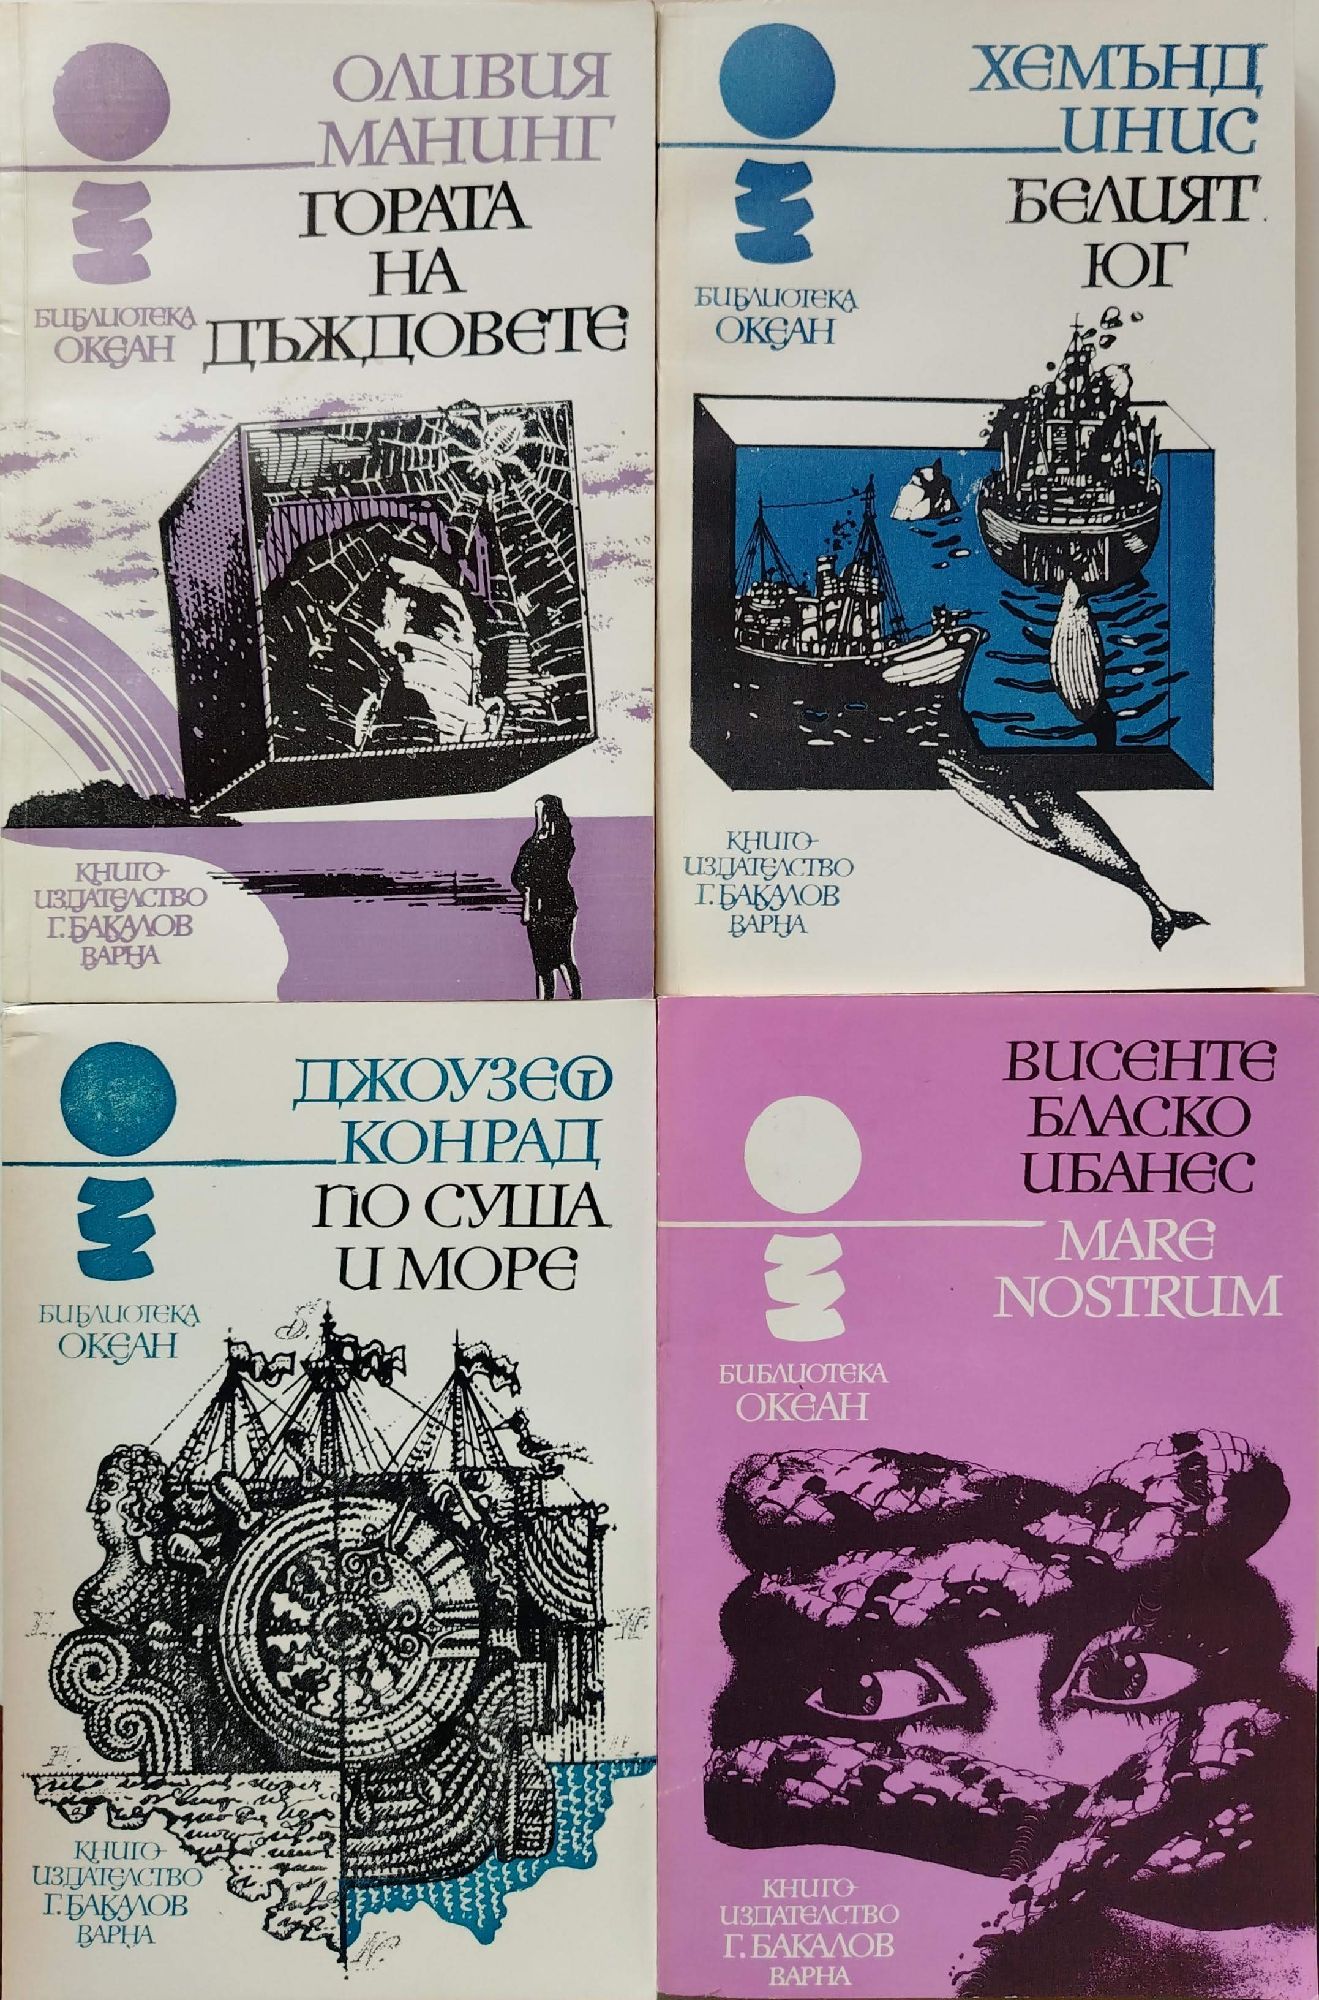 ОЛИВИЯ
МАНИНГ
ГОРАТА
НА
ДЪЖДОВЕТЕ
БИБЛИОТЕКА
ОКЕАН
КНИГО-
ИЗДАТЕЛСТВО
Г. БАКАЛОВ
ВАРНА
ХЕМЪНД
ИНИС
БЕЛИЯТ
ЮГ
БИБЛИОТЕКА
ОКЕАН
КНИГО-
ИЗДАТЕЛСТВО
Г. БАКАЛОВ
ВАРНА
ДЖОУЗЕФ
КОНРАД
ПО СУША
И МОРЕ
БИБЛИОТЕКА
ОКЕАН
КНИГО-
ИЗДАТЕЛСТВО
Г. БАКАЛОВ
ВАРНА
ВИСЕНТЕ
БЛАСКО
ИБАНЕС
MARE
NOSTRUM
БИБЛИОТЕКА
ОКЕАН
КНИГО-
ИЗДАТЕЛСТВО
Г. БАКАЛОВ
ВАРНА